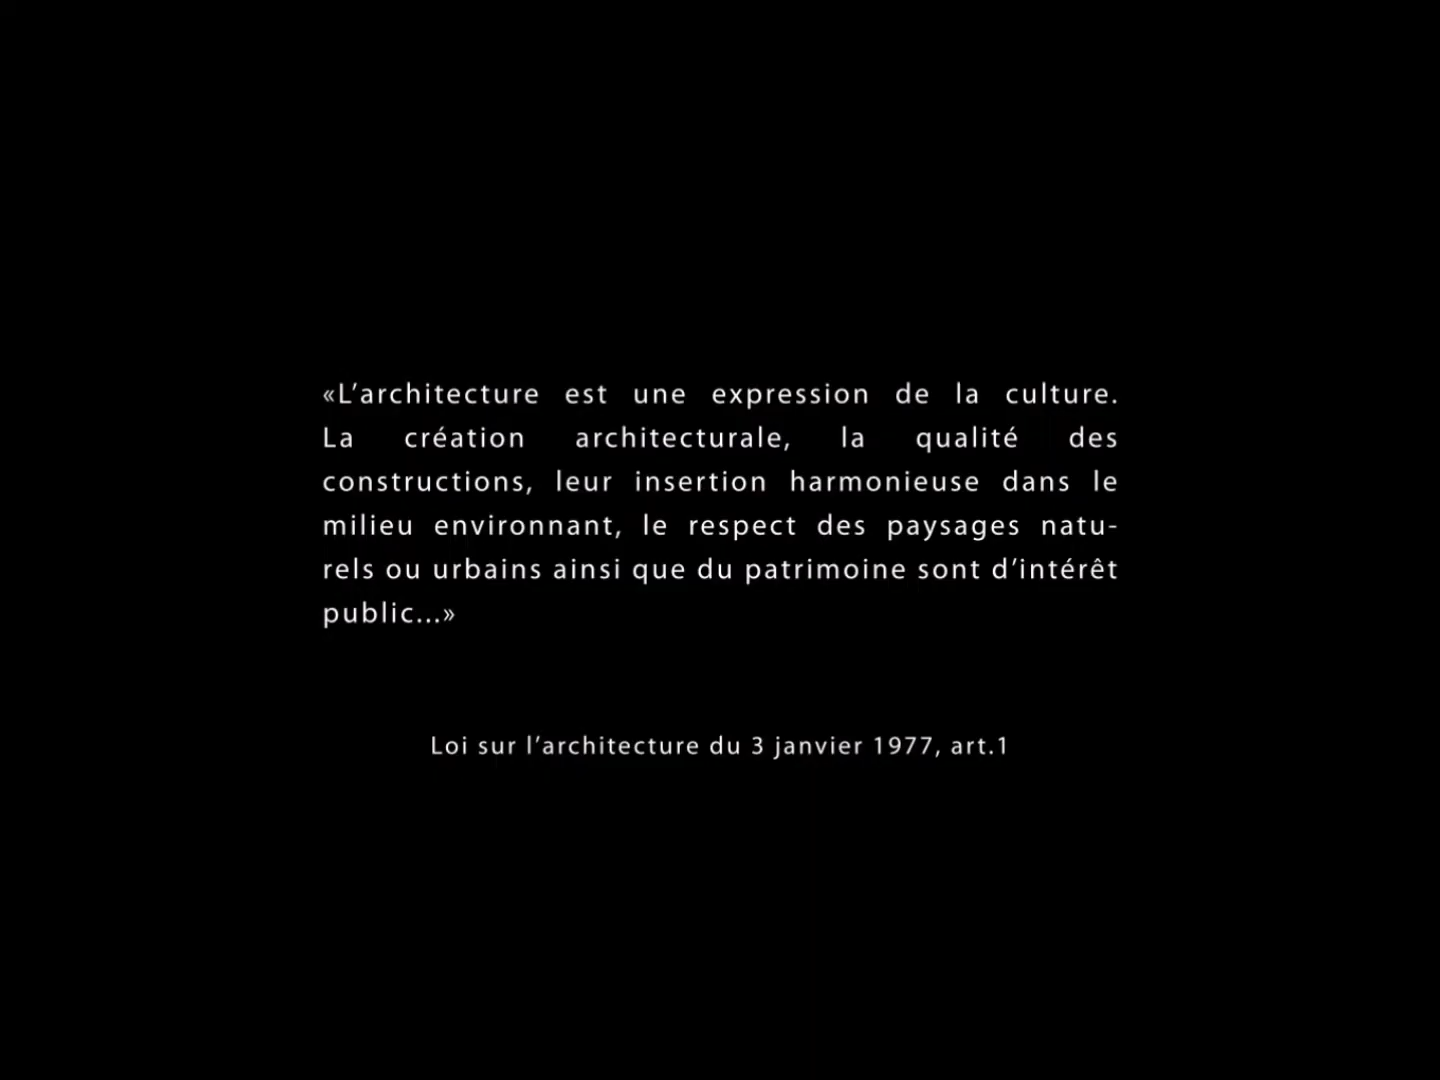 «L’architecture est une expression de la culture.
La création architecturale, la qualité des
constructions, leur insertion harmonieuse dans le
milieu environnant, le respect des paysages natu-
rels ou urbains ainsi que du patrimoine sont d’intérêt
public...»
Loi sur l’architecture du 3 janvier 1977, art.1